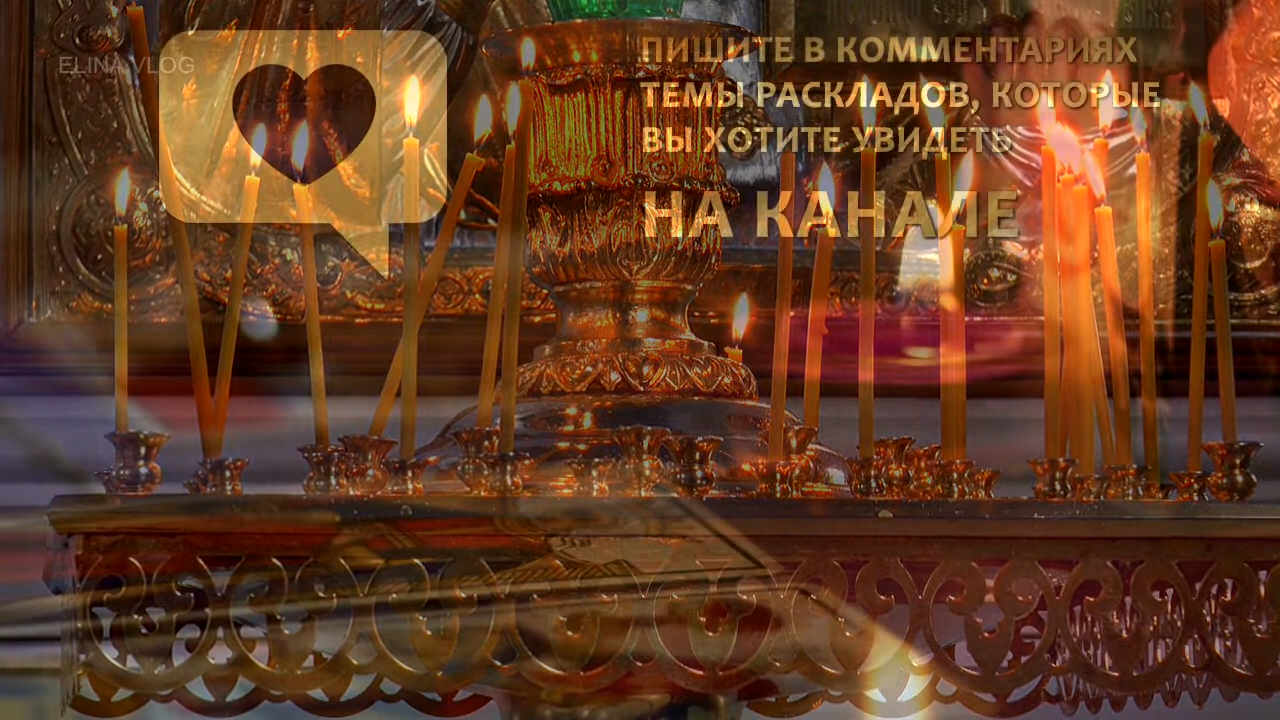 ELINA.VLOG
ПИШИТЕ В КОММЕНТАРИЯХ
ТЕМЫ РАСКЛАДОВ, КОТОРЫЕ
ВЫ ХОТИТЕ УВИДЕТЬ
НА КАНАЛЕ